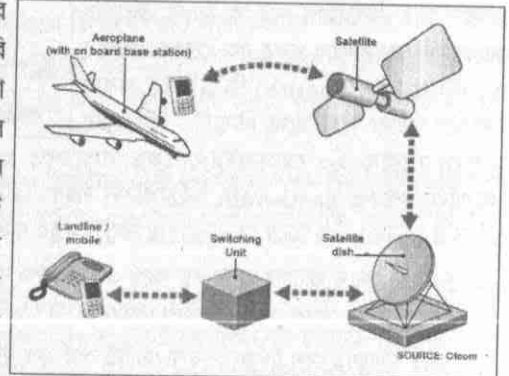 Aeroplane
(with on board base station)
Satellite
Landline /
mobile
Switching
Unit
Satellite
dish
SOURCE: Ofcom